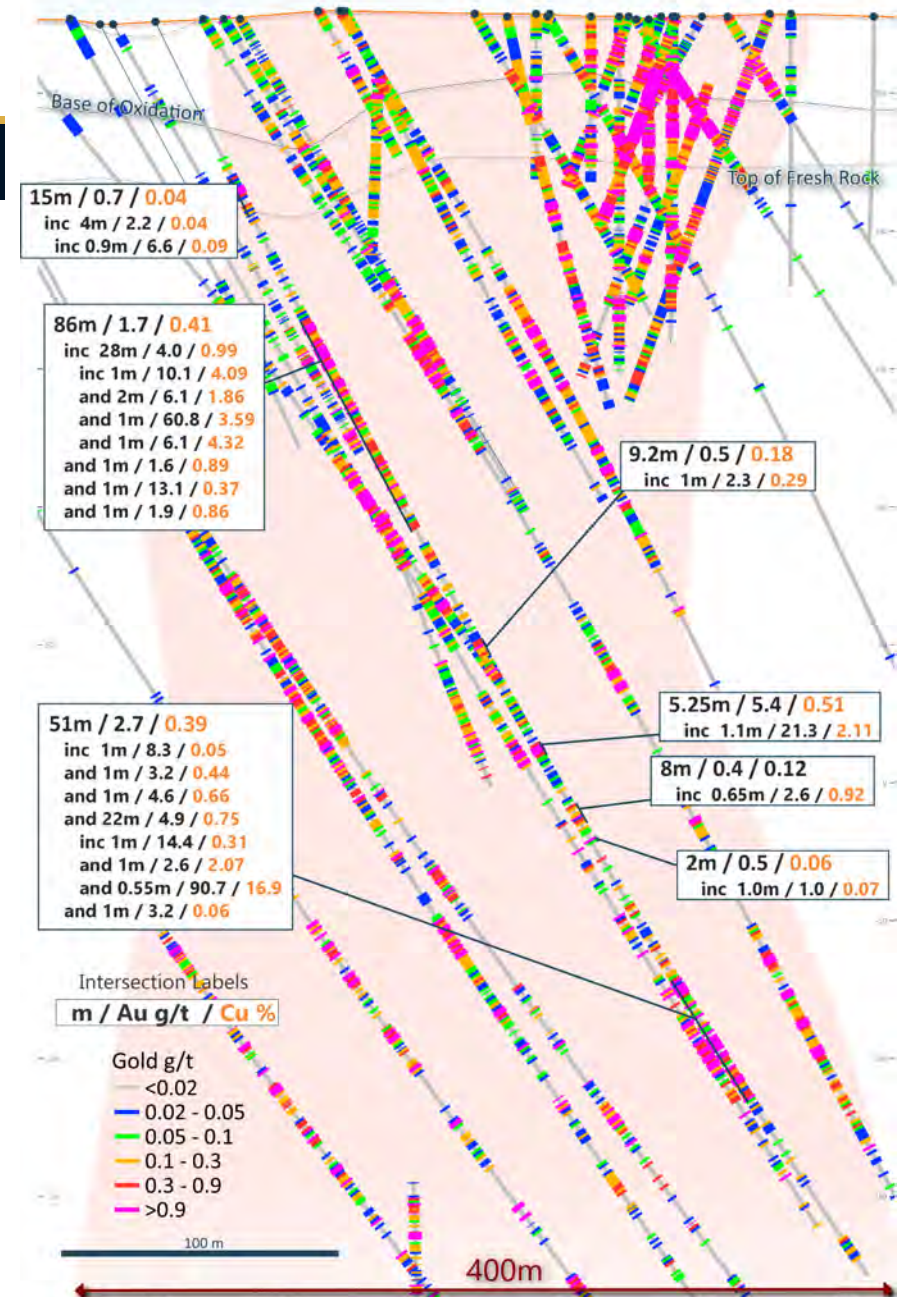 Base of Oxidation
Top of Fresh Rock
15m / 0.7 / 0.04
inc 4m / 2.2 / 0.04
inc 0.9m / 6.6 / 0.09
86m / 1.7 / 0.41
inc 28m / 4.0 / 0.99
inc 1m / 10.1 / 4.09
and 2m / 6.1 / 1.86
and 1m / 60.8 / 3.59
and 1m / 6.1 / 4.32
and 1m / 1.6 / 0.89
and 1m / 13.1 / 0.37
and 1m / 1.9 / 0.86
9.2m / 0.5 / 0.18
inc 1m / 2.3 / 0.29
51m / 2.7 / 0.39
inc 1m / 8.3 / 0.05
and 1m / 3.2 / 0.44
and 1m / 4.6 / 0.66
and 22m / 4.9 / 0.75
inc 1m / 14.4 / 0.31
and 1m / 2.6 / 2.07
and 0.55m / 90.7 / 16.9
and 1m / 3.2 / 0.06
5.25m / 5.4 / 0.51
inc 1.1m / 21.3 / 2.11
8m / 0.4 / 0.12
inc 0.65m / 2.6 / 0.92
2m / 0.5 / 0.06
inc 1.0m / 1.0 / 0.07
Intersection Labels
m / Au g/t / Cu %
Gold g/t
<0.02
0.02 - 0.05
0.05 - 0.1
0.1 - 0.3
0.3 - 0.9
>0.9
100 m
400m